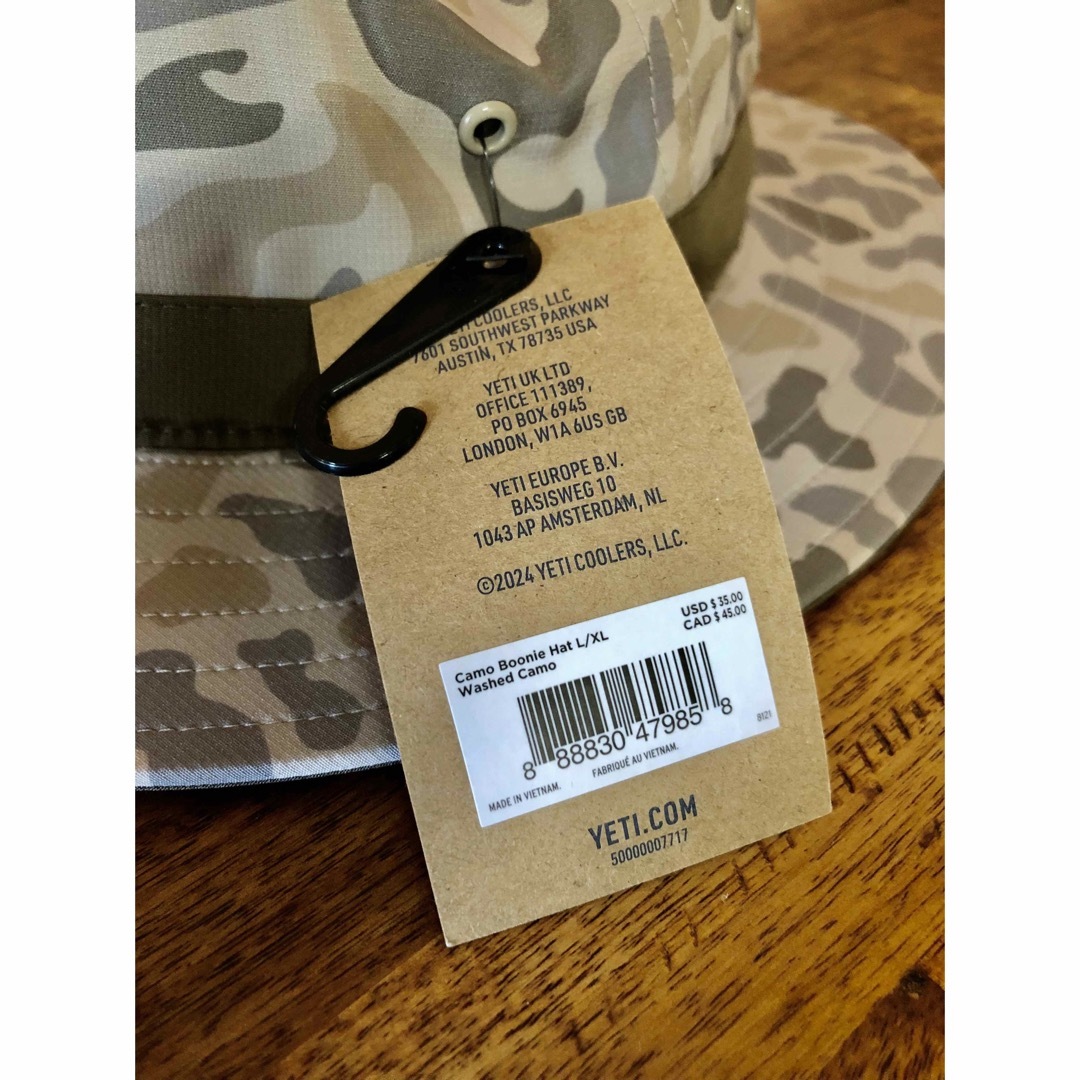 COOLERS, LLC
7601 SOUTHWEST PARKWAY
AUSTIN, TX 78735 USA
YETI UK LTD
OFFICE 111389,
PO BOX 6945
LONDON, W1A 6US GB
YETI EUROPE B.V.
BASISWEG 10
1043 AP AMSTERDAM, NL
©2024 YETI COOLERS, LLC.
USD $ 35.00
CAD $ 45.00
Camo Boonie Hat L/XL
Washed Camo
8 88830 47985 8
8121
MADE IN VIETNAM.
FABRIQUÉ AU VIETNAM.
YETI.COM
50000007717